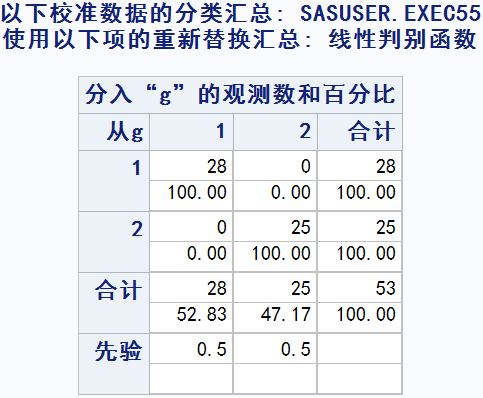 以下校准数据的分类汇总: SASUSER.EXEC55
使用以下项的重新替换汇总: 线性判别函数
分入“g”的观测数和百分比
从g 1 2 合计
1 28 0 28
100.00 0.00 100.00
2 0 25 25
0.00 100.00 100.00
合计 28 25 53
52.83 47.17 100.00
先验 0.5 0.5